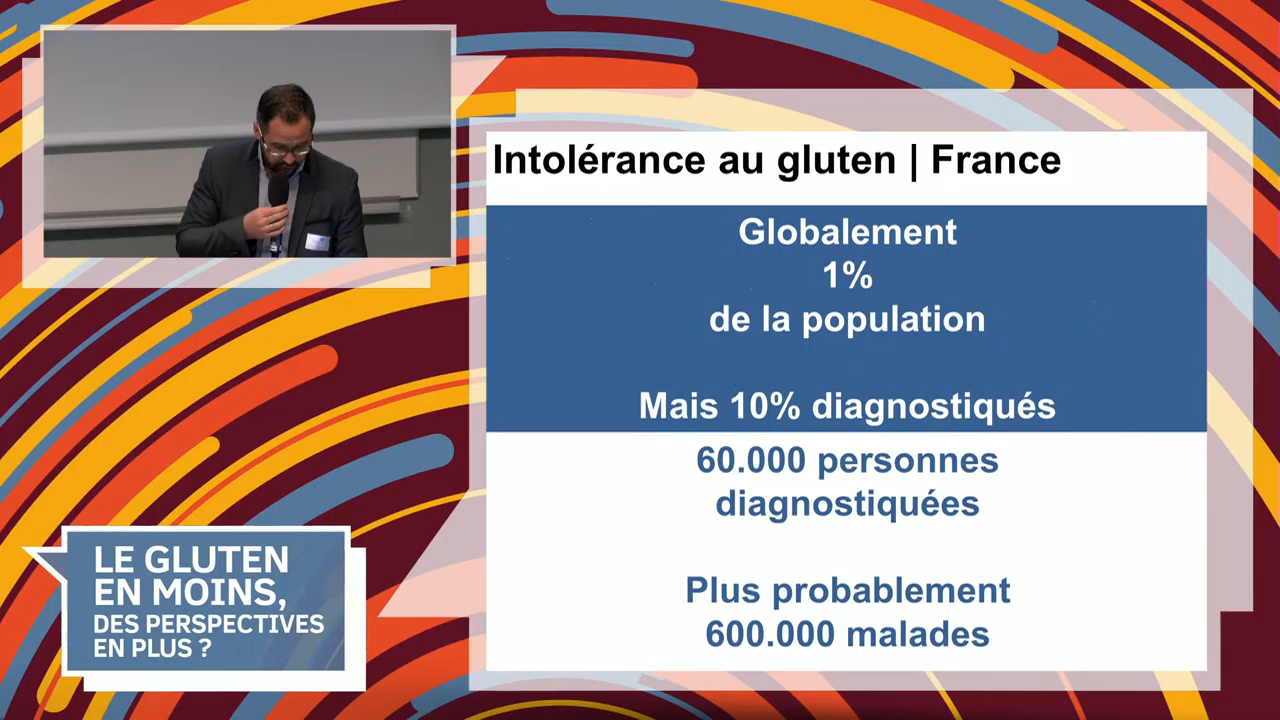 Intolérance au gluten | France
Globalement
1%
de la population
Mais 10% diagnostiqués
60.000 personnes
diagnostiquées
Plus probablement
600.000 malades
LE GLUTEN
EN MOINS,
DES PERSPECTIVES
EN PLUS ?